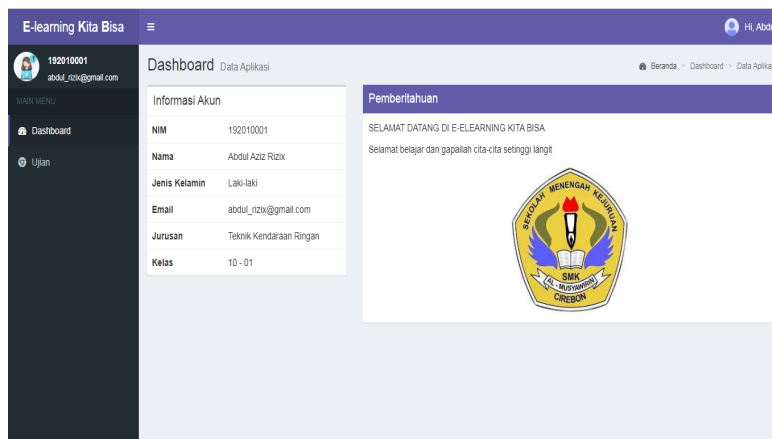 E-learning Kita Bisa
Hi, Abdu
192010001
abdul_rizix@gmail.com
MAIN MENU
Dashboard
Ujian
Dashboard Data Aplikasi
Beranda > Dashboard > Data Aplika
Informasi Akun
NIM 192010001
Nama Abdul Aziz Rizix
Jenis Kelamin Laki-laki
Email abdul_rizix@gmail.com
Jurusan Teknik Kendaraan Ringan
Kelas 10 - 01
Pemberitahuan
SELAMAT DATANG DI E-ELEARNING KITA BISA
Selamat belajar dan gapailah cita-cita setinggi langit
SEKOLAH MENENGAH KEJURUAN
SMK
AL - MUSYAWIRIN
CIREBON